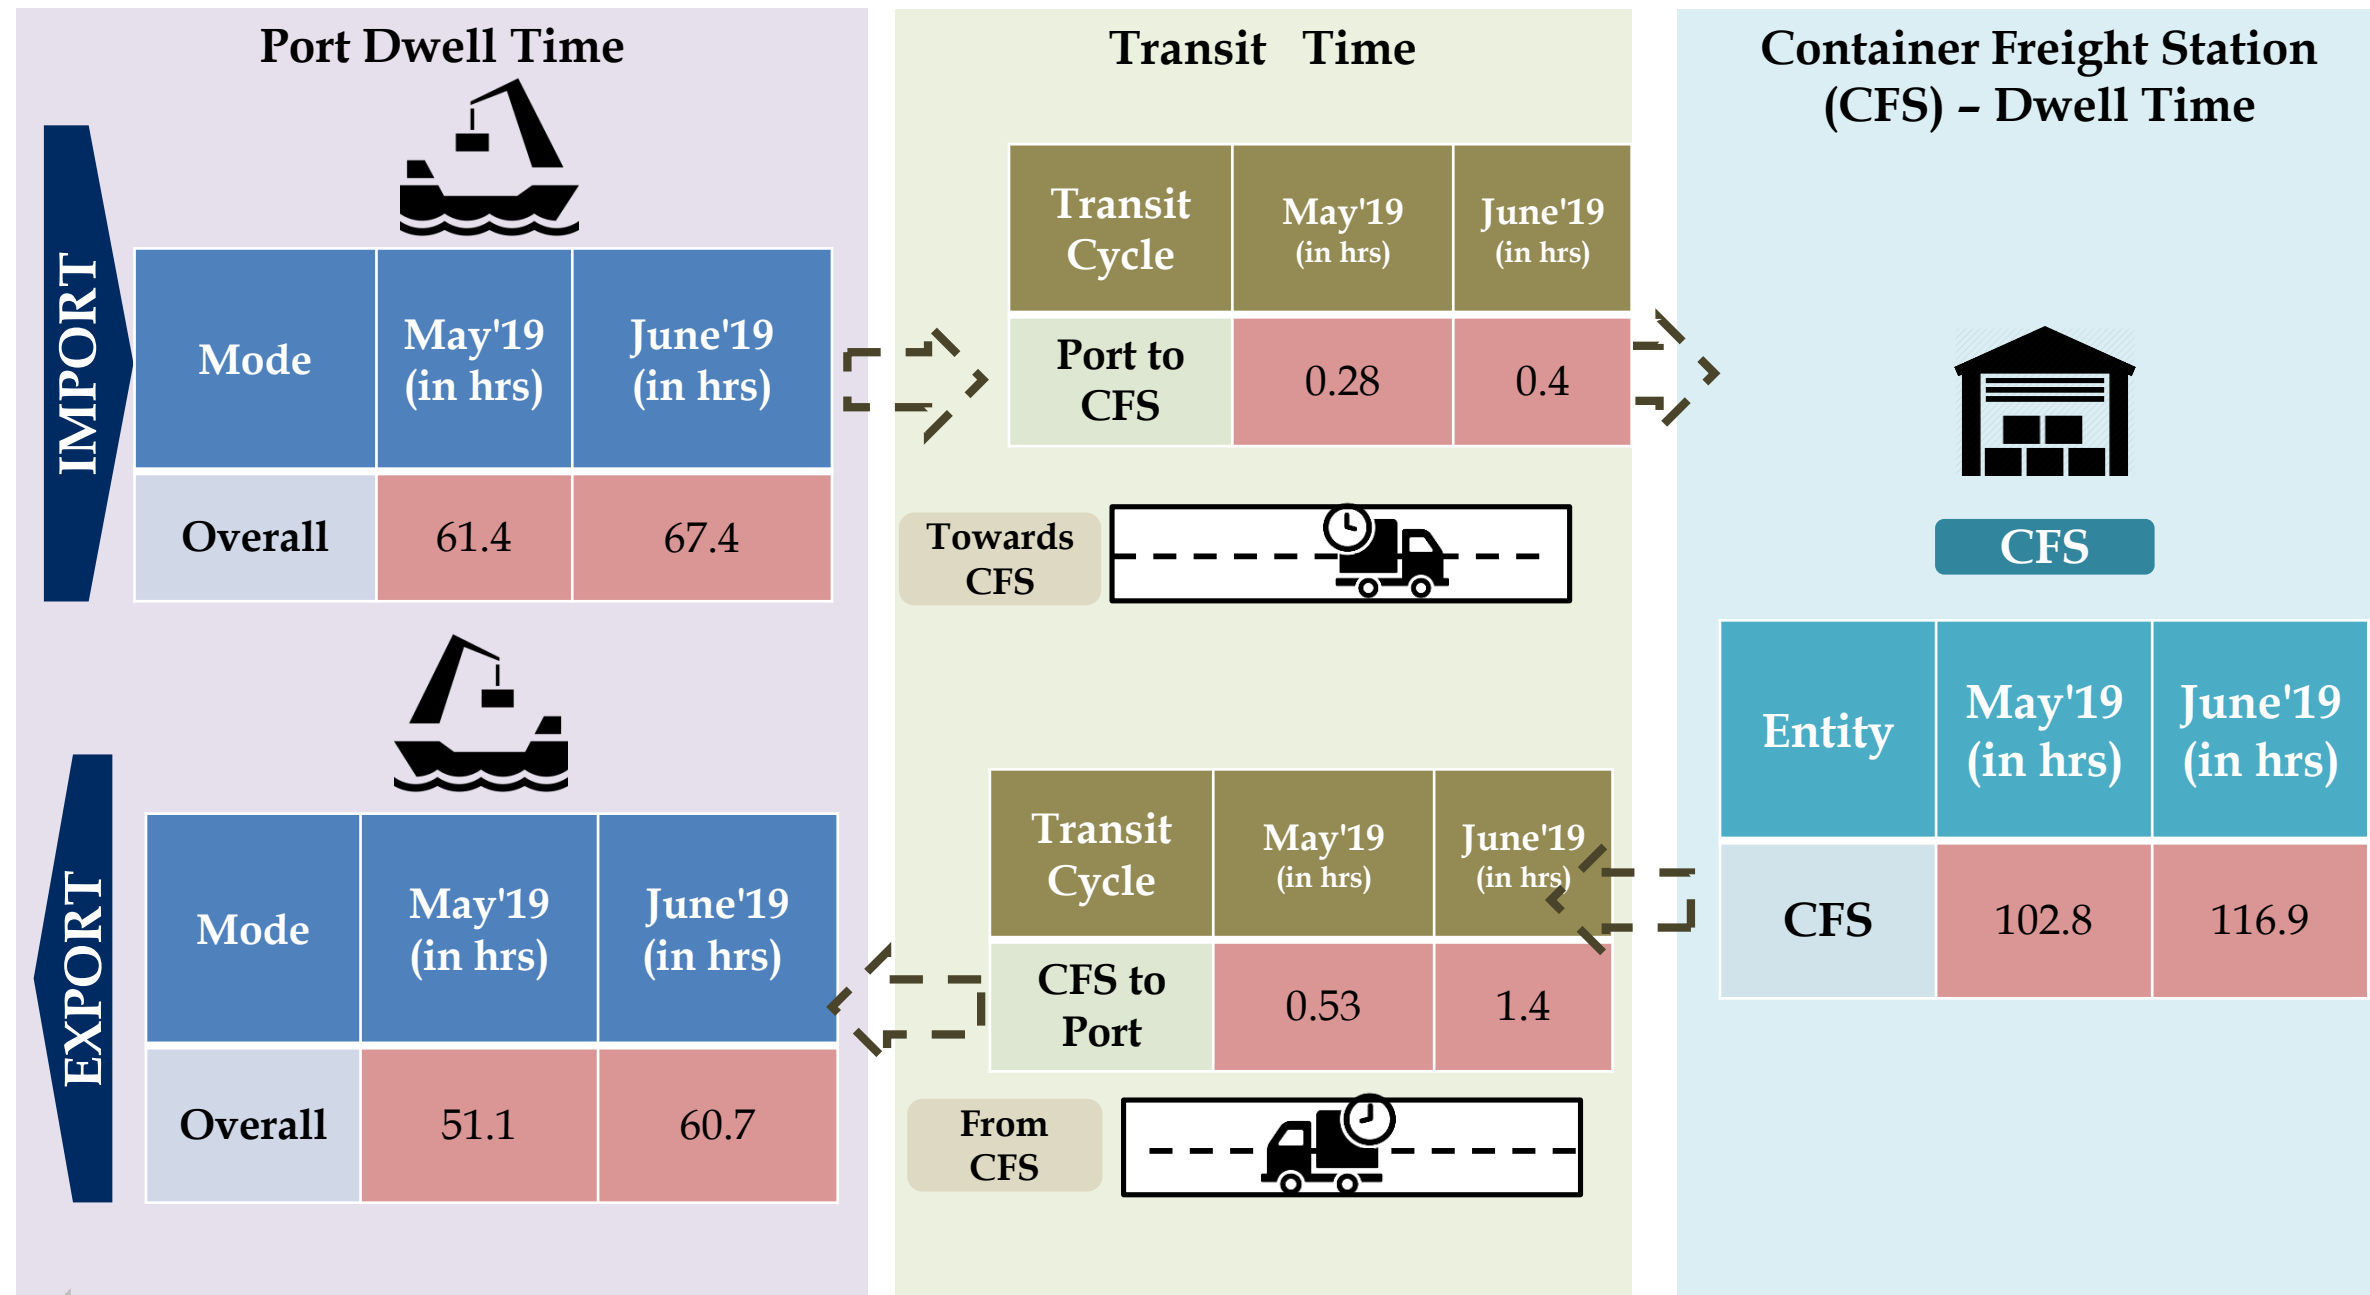 Port Dwell Time
IMPORT
Mode May'19 (in hrs) June'19 (in hrs)
Overall 61.4 67.4
EXPORT
Mode May'19 (in hrs) June'19 (in hrs)
Overall 51.1 60.7
Transit Time
Transit Cycle May'19 (in hrs) June'19 (in hrs)
Port to CFS 0.28 0.4
Towards
CFS
Transit Cycle May'19 (in hrs) June'19 (in hrs)
CFS to Port 0.53 1.4
From
CFS
Container Freight Station
(CFS) – Dwell Time
CFS
Entity May'19 (in hrs) June'19 (in hrs)
CFS 102.8 116.9